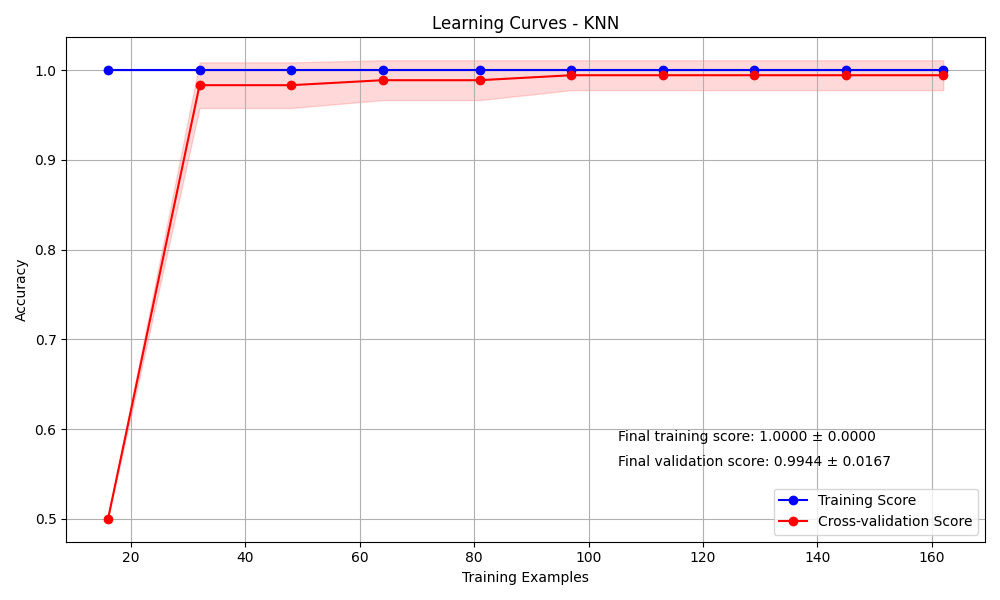 Learning Curves - KNN
Accuracy
1.0
0.9
0.8
0.7
0.6
0.5
Final training score: 1.0000 ± 0.0000
Final validation score: 0.9944 ± 0.0167
Training Score
Cross-validation Score
20 40 60 80 100 120 140 160
Training Examples